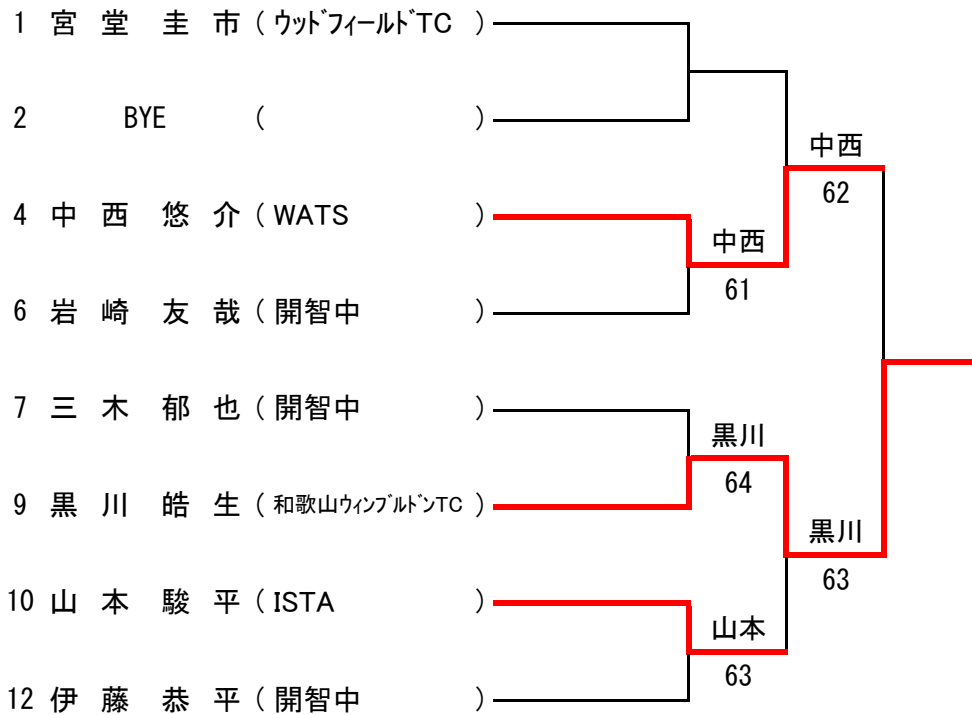 1 宮 堂 圭 市 ( ウッドフィールドTC )
2 BYE ( )
中西
62
4 中 西 悠 介 ( WATS )
中西
61
6 岩 崎 友 哉 ( 開智中 )
7 三 木 郁 也 ( 開智中 )
黒川
64
9 黒 川 皓 生 ( 和歌山ウィンブルドンTC )
黒川
63
10 山 本 駿 平 ( ISTA )
山本
63
12 伊 藤 恭 平 ( 開智中 )